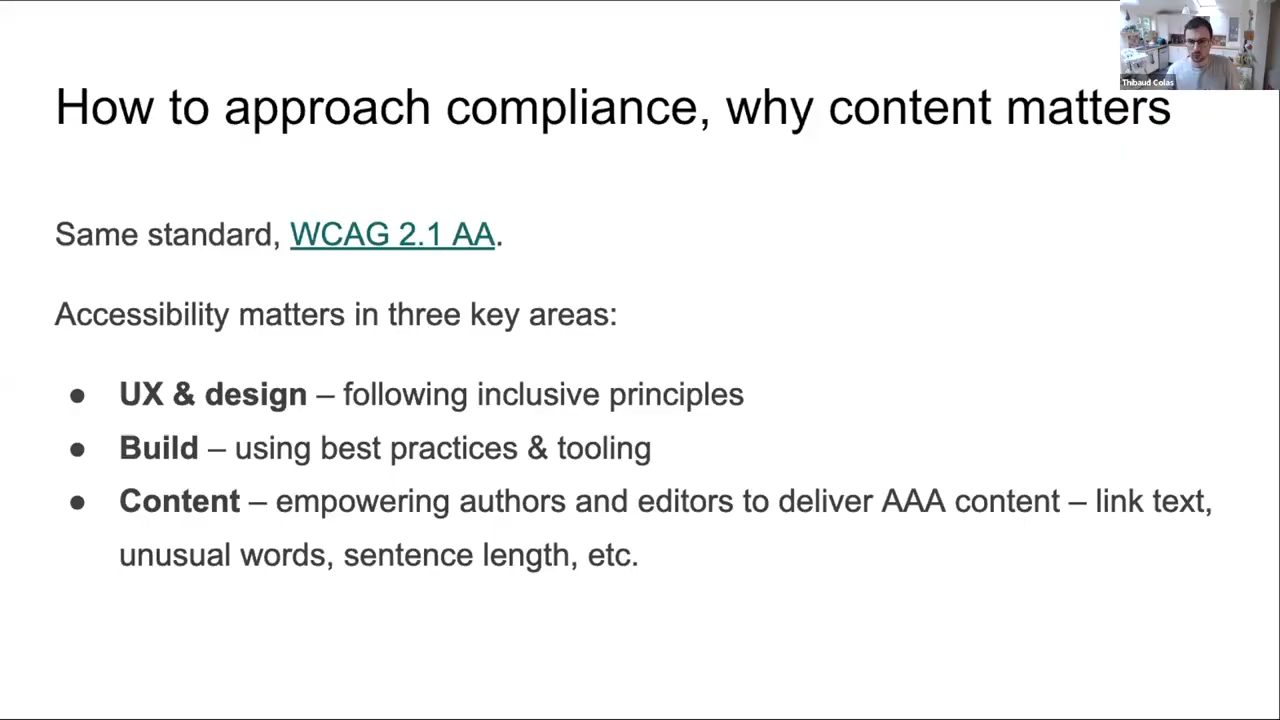 Thibaud Colas
How to approach compliance, why content matters
Same standard, WCAG 2.1 AA.
Accessibility matters in three key areas:
● UX & design – following inclusive principles
● Build – using best practices & tooling
● Content – empowering authors and editors to deliver AAA content – link text,
unusual words, sentence length, etc.